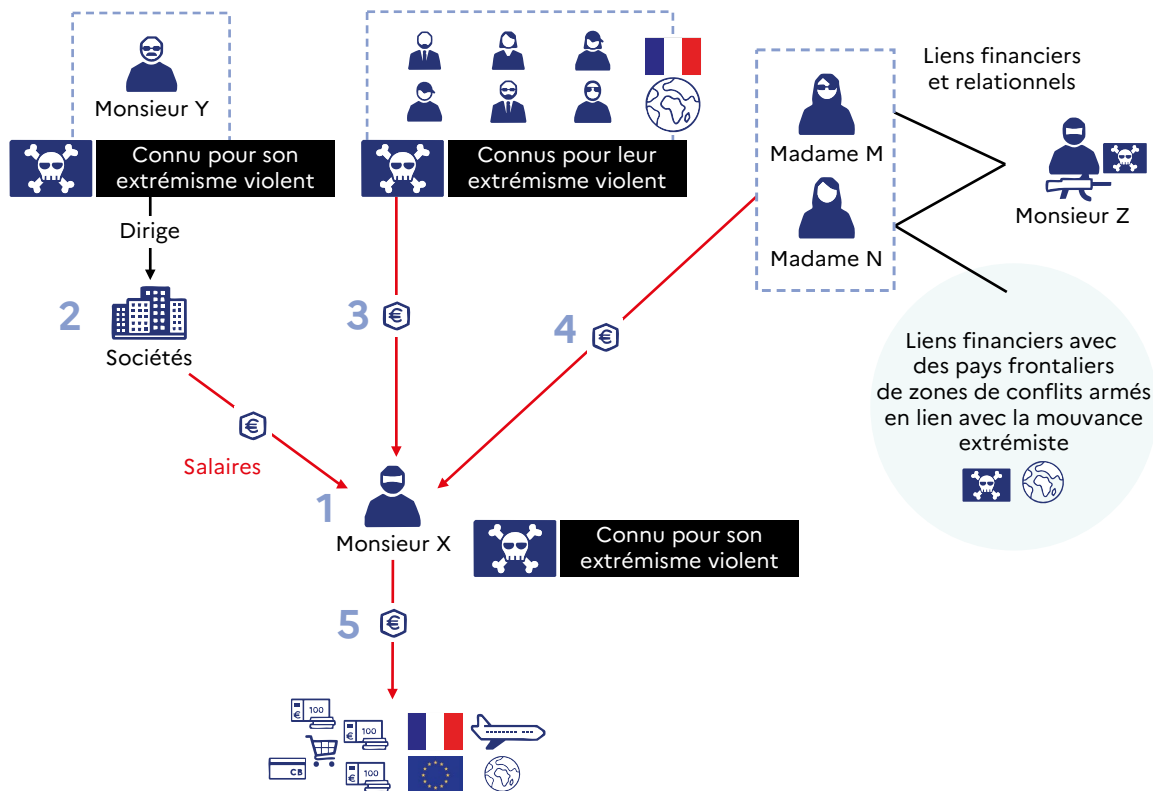 Monsieur Y
Connu pour son
extrémisme violent
Dirige
2
Sociétés
€
Salaires
Connus pour leur
extrémisme violent
3
€
Madame M
Madame N
4
€
Liens financiers
et relationnels
Monsieur Z
Liens financiers avec
des pays frontaliers
de zones de conflits armés
en lien avec la mouvance
extrémiste
1
Monsieur X
Connu pour son
extrémisme violent
5
€
100
€
100
€
CB
100
€